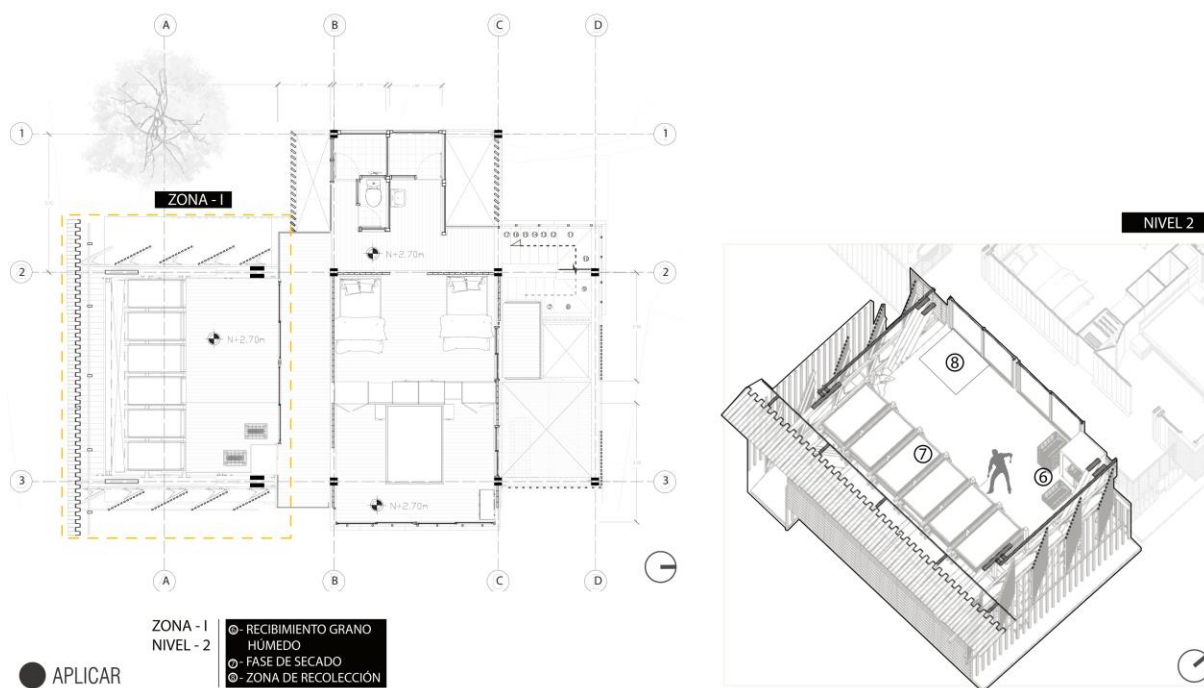 A B C D
1 1
ZONA - I
NIVEL 2
2 2
N+2.70m
N+2.70m
⑧
⑦
⑥
3 3
N+2.70m
A B C D
ZONA - I
NIVEL - 2
⑥- RECIBIMIENTO GRANO
HÚMEDO
⑦- FASE DE SECADO
⑧- ZONA DE RECOLECCIÓN
APLICAR